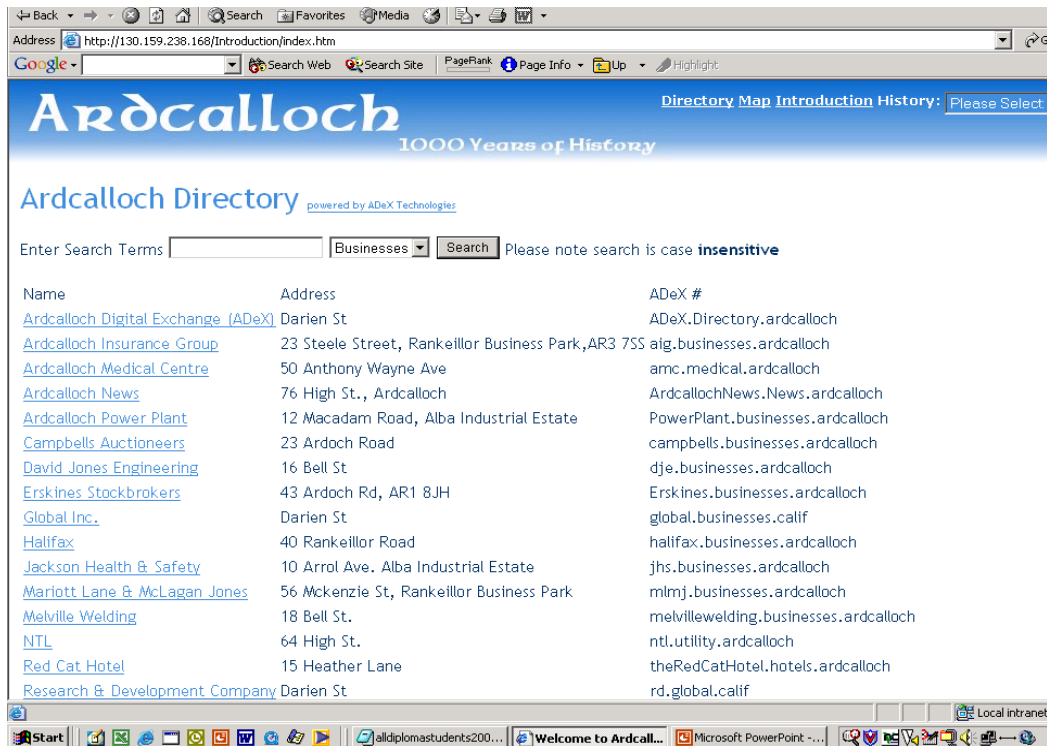 Back Search Favorites Media
Address http://130.159.238.168/Introduction/index.htm
Google Search Web Search Site PageRank Page Info Up Highlight
Ardcalloch Directory Map Introduction History: Please Select
1000 Years of History
Ardcalloch Directory powered by ADeX Technologies
Enter Search Terms Businesses Search Please note search is case insensitive
Name Address ADeX #
Ardcalloch Digital Exchange (ADeX) Darien St ADeX.Directory.ardcalloch
Ardcalloch Insurance Group 23 Steele Street, Rankeillor Business Park,AR3 7SS aig.businesses.ardcalloch
Ardcalloch Medical Centre 50 Anthony Wayne Ave amc.medical.ardcalloch
Ardcalloch News 76 High St., Ardcalloch ArdcallochNews.News.ardcalloch
Ardcalloch Power Plant 12 Macadam Road, Alba Industrial Estate PowerPlant.businesses.ardcalloch
Campbells Auctioneers 23 Ardoch Road campbells.businesses.ardcalloch
David Jones Engineering 16 Bell St dje.businesses.ardcalloch
Erskines Stockbrokers 43 Ardoch Rd, AR1 8JH Erskines.businesses.ardcalloch
Global Inc. Darien St global.businesses.calif
Halifax 40 Rankeillor Road halifax.businesses.ardcalloch
Jackson Health & Safety 10 Arrol Ave. Alba Industrial Estate jhs.businesses.ardcalloch
Mariott Lane & McLagan Jones 56 Mckenzie St, Rankeillor Business Park mlmj.businesses.ardcalloch
Melville Welding 18 Bell St. melvillewelding.businesses.ardcalloch
NTL 64 High St. ntl.utility.ardcalloch
Red Cat Hotel 15 Heather Lane theRedCatHotel.hotels.ardcalloch
Research & Development Company Darien St rd.global.calif
Local intranet
Start alldiplomastudents200... Welcome to Ardcall... Microsoft PowerPoint -...